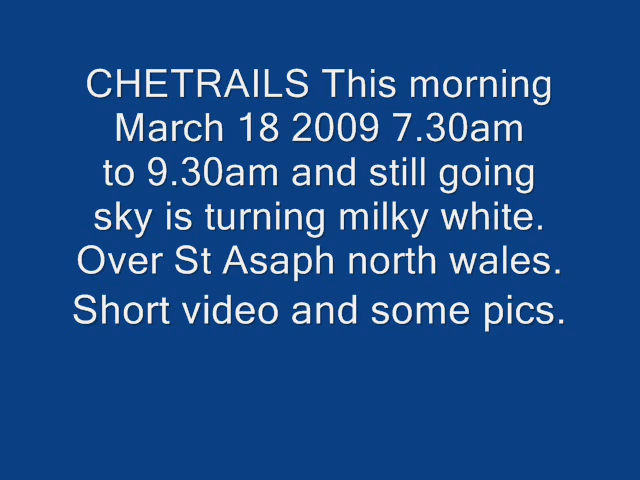 CHETRAILS This morning
March 18 2009 7.30am
to 9.30am and still going
sky is turning milky white.
Over St Asaph north wales.
Short video and some pics.